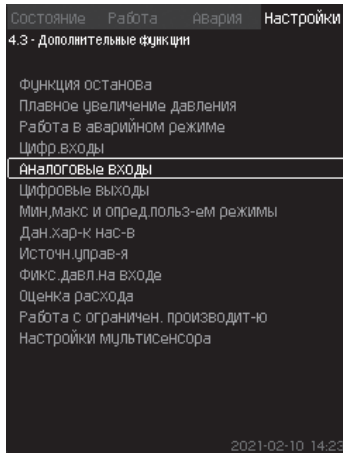 Состояние Работа Авария Настройки
4.3 - Дополнительные функции
Функция останова
Плавное увеличение давления
Работа в аварийном режиме
Цифр.входы
Аналоговые входы
Цифровые выходы
Мин,макс и опред.польз-ем режимы
Дан.хар-к нас-в
Источн.управ-я
Фикс.давл.на входе
Оценка расхода
Работа с ограничен. производит-ю
Настройки мультисенсора
2021-02-10 14:23